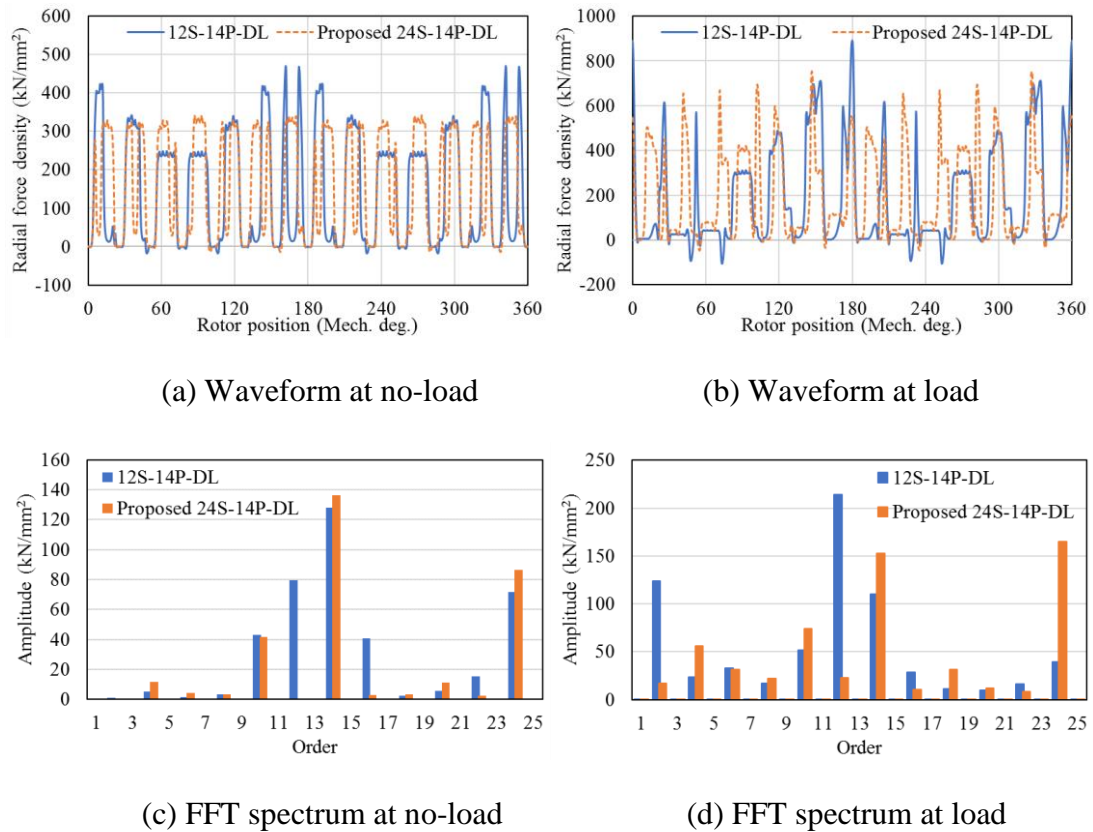 12S-14P-DL Proposed 24S-14P-DL
Radial force density (kN/mm²)
600
500
400
300
200
100
0
-100
0 60 120 180 240 300 360
Rotor position (Mech. deg.)
(a) Waveform at no-load
12S-14P-DL Proposed 24S-14P-DL
Radial force density (kN/mm²)
1000
800
600
400
200
0
-200
0 60 120 180 240 300 360
Rotor position (Mech. deg.)
(b) Waveform at load
12S-14P-DL
Proposed 24S-14P-DL
Amplitude (kN/mm²)
160
140
120
100
80
60
40
20
0
1 3 5 7 9 11 13 15 17 19 21 23 25
Order
(c) FFT spectrum at no-load
12S-14P-DL
Proposed 24S-14P-DL
Amplitude (kN/mm²)
250
200
150
100
50
0
1 3 5 7 9 11 13 15 17 19 21 23 25
Order
(d) FFT spectrum at load